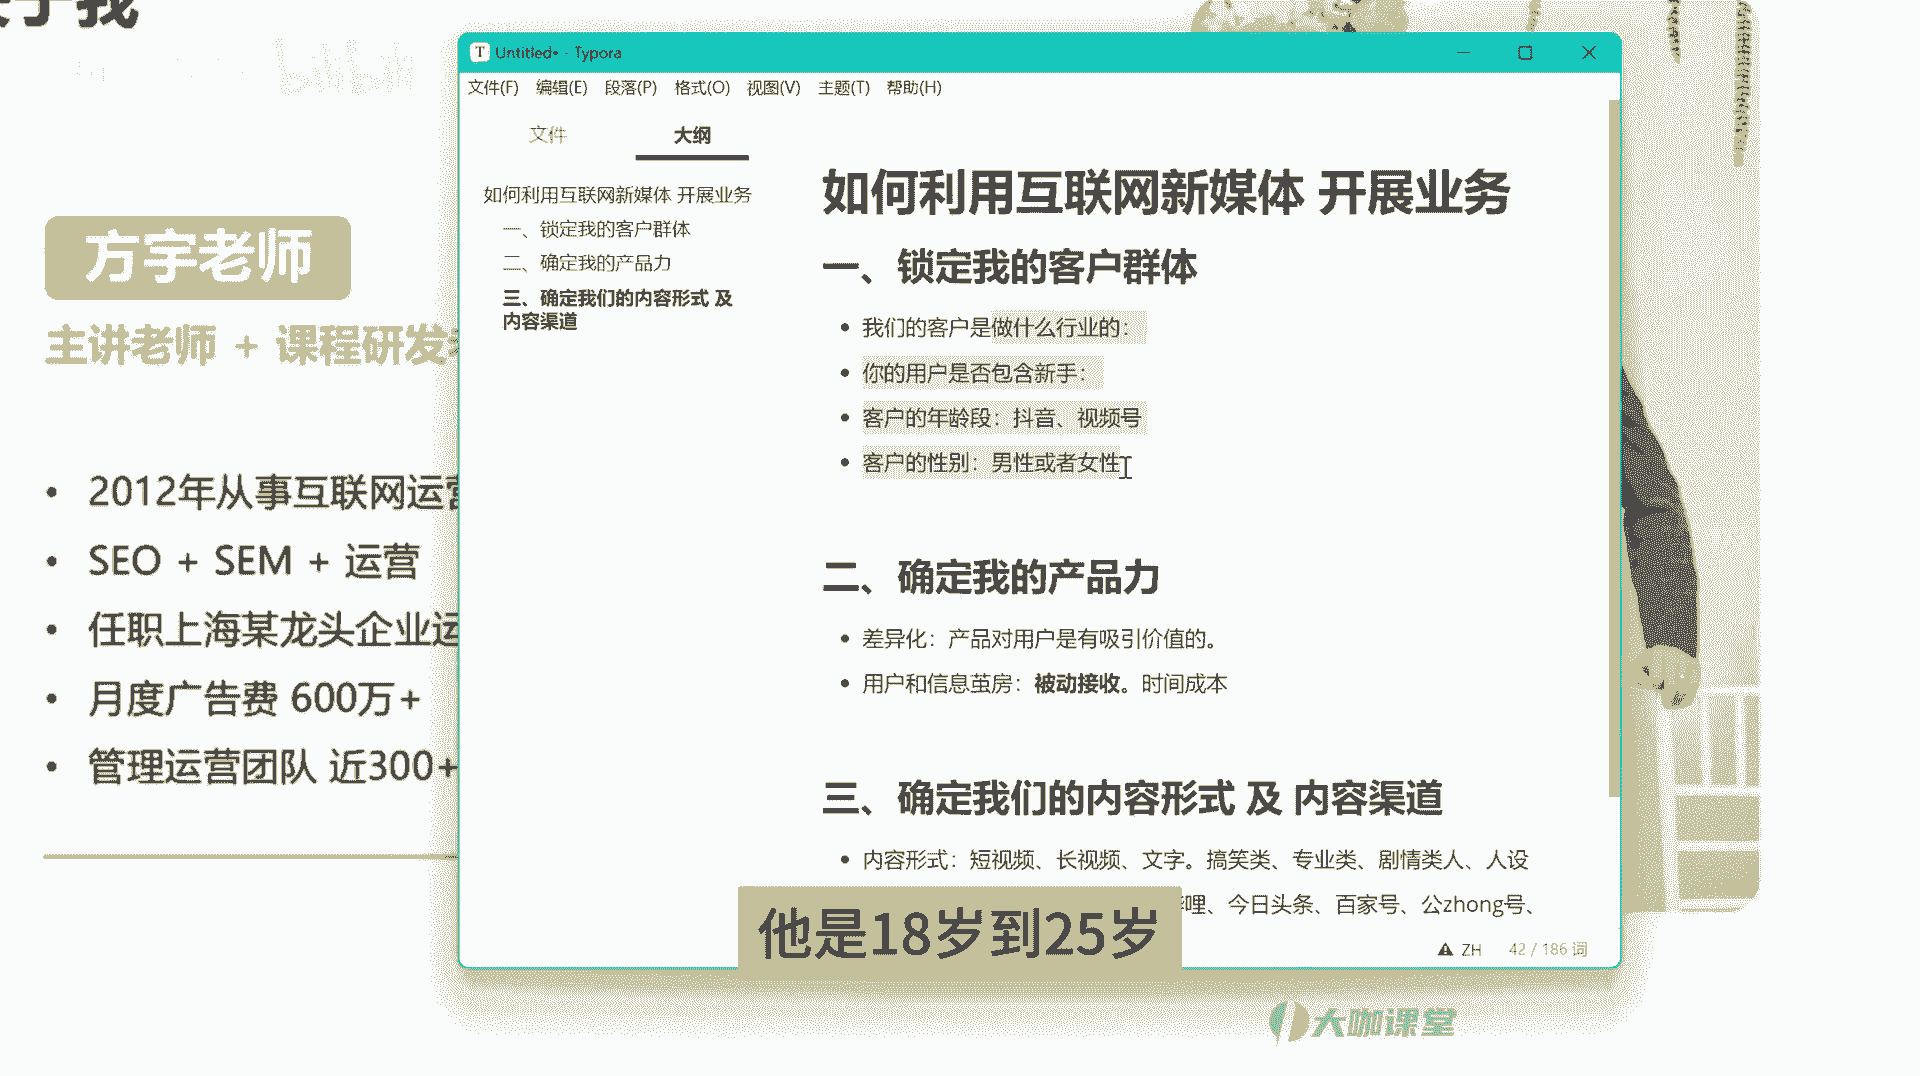 于我
bilibili
方宇老师
主讲老师 + 课程研发
• 2012年从事互联网运营
• SEO + SEM + 运营
• 任职上海某龙头企业运
• 月度广告费 600万+
• 管理运营团队 近300+
T Untitled• - Typora
文件(F) 编辑(E) 段落(P) 格式(O) 视图(V) 主题(T) 帮助(H)
文件 大纲
如何利用互联网新媒体 开展业务
一、锁定我的客户群体
二、确定我的产品力
三、确定我们的内容形式 及
内容渠道
如何利用互联网新媒体 开展业务
一、锁定我的客户群体
• 我们的客户是做什么行业的：
• 你的用户是否包含新手：
• 客户的年龄段：抖音、视频号
• 客户的性别：男性或者女性
二、确定我的产品力
• 差异化：产品对用户是有吸引价值的。
• 用户和信息茧房：被动接收。时间成本
三、确定我们的内容形式 及 内容渠道
• 内容形式：短视频、长视频、文字。搞笑类、专业类、剧情类人、人设
哩、今日头条、百家号、公zhong号、
他是18岁到25岁
ZH 42 / 186 词
大咖课堂